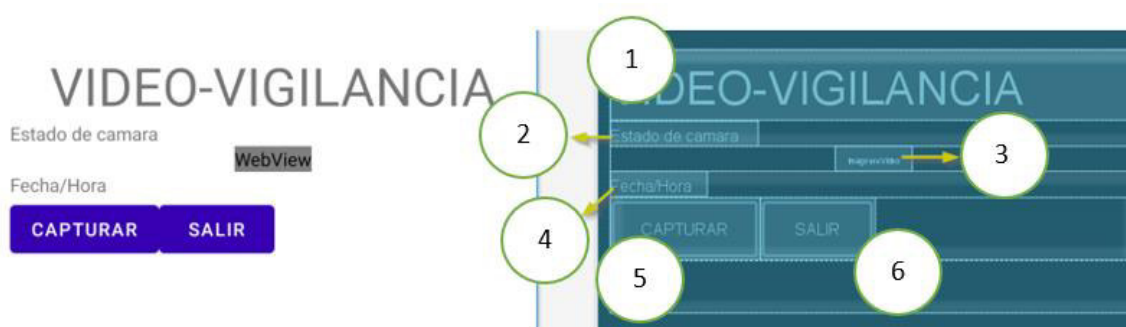 VIDEO-VIGILANCIA
Estado de camara
WebView
Fecha/Hora
CAPTURAR SALIR
1
DEO-VIGILANCIA
2
Estado de camara
3
Fecha/Hora
4
CAPTURAR SALIR
5
6